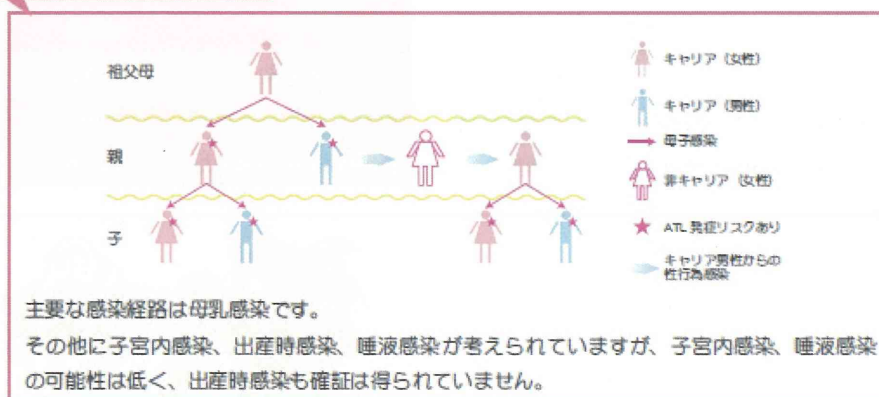 祖父母
親
子
キャリア（女性）
キャリア（男性）
母子感染
非キャリア（女性）
ATL 発症リスクあり
キャリア男性からの
性行為感染
主要な感染経路は母乳感染です。
その他に子宮内感染、出産時感染、唾液感染が考えられていますが、子宮内感染、唾液感染
の可能性は低く、出産時感染も確証は得られていません。